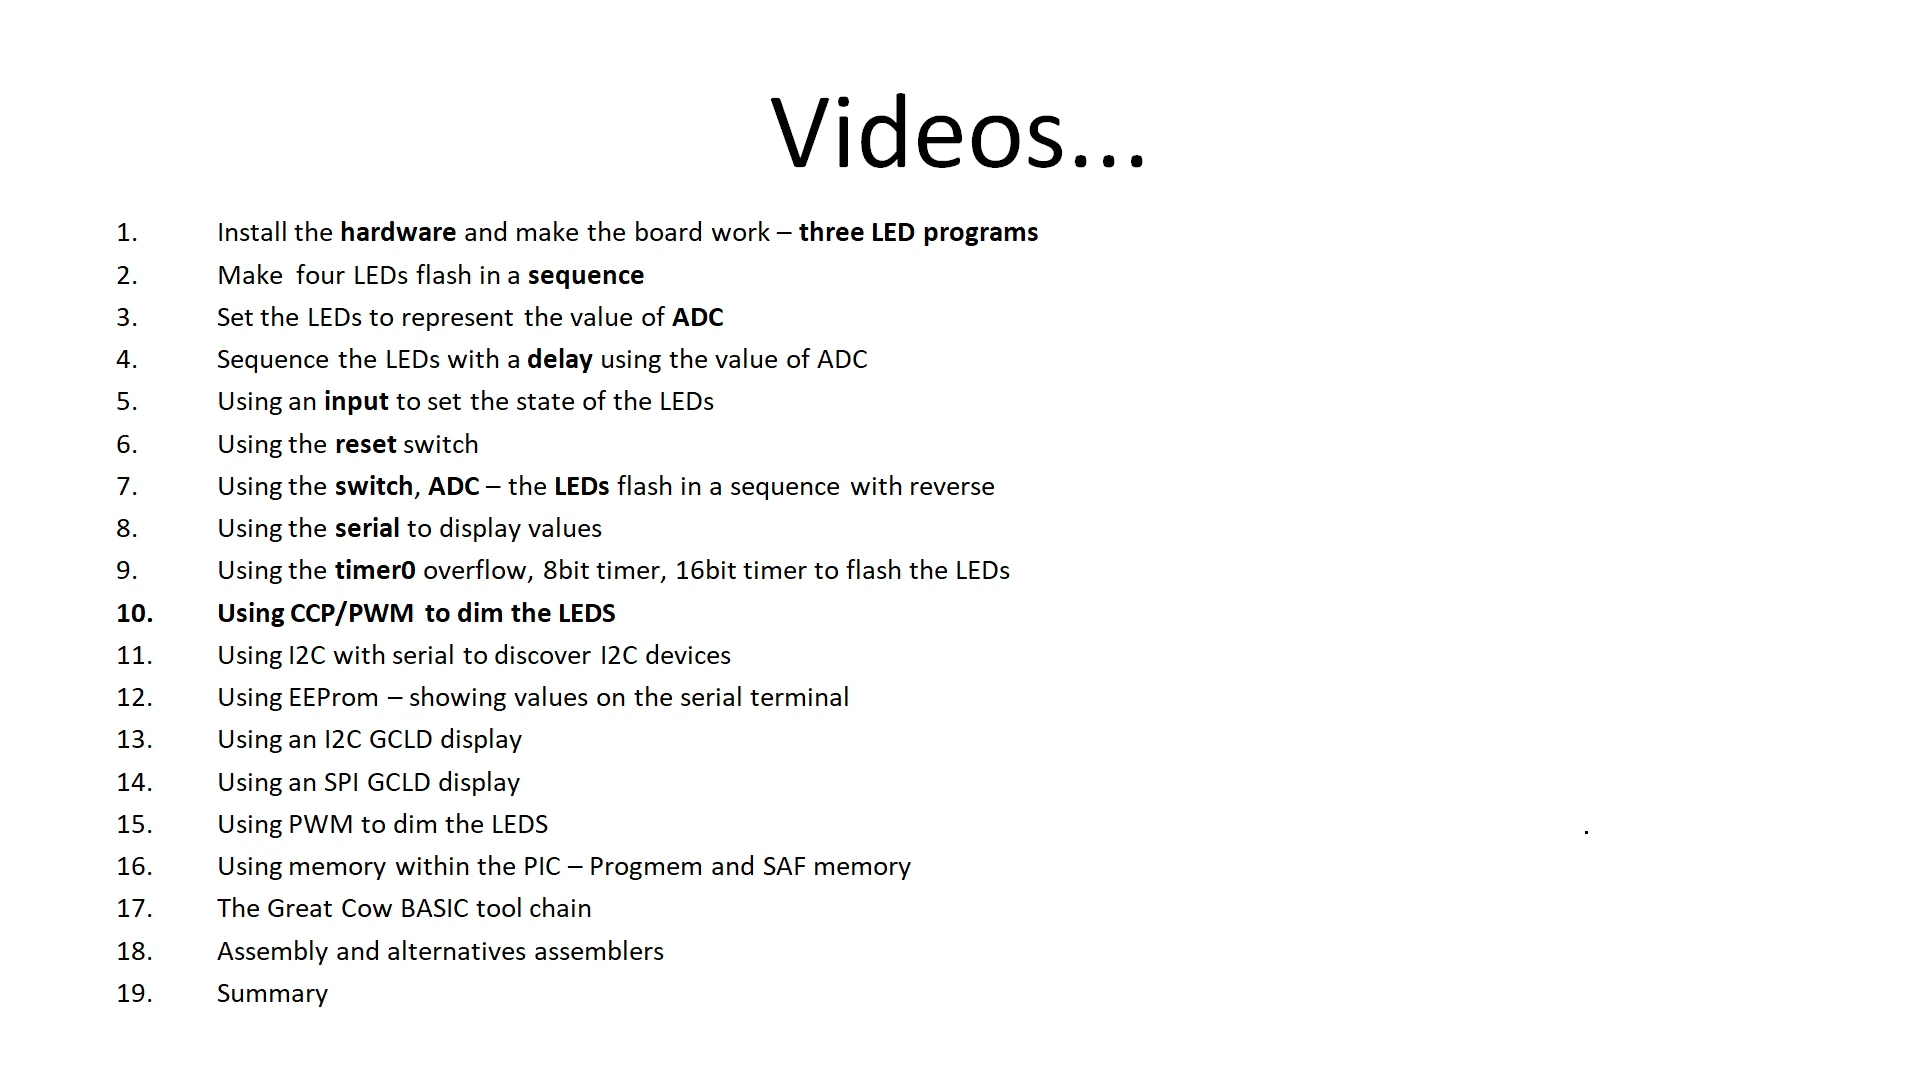 Videos...
1. Install the hardware and make the board work – three LED programs
2. Make four LEDs flash in a sequence
3. Set the LEDs to represent the value of ADC
4. Sequence the LEDs with a delay using the value of ADC
5. Using an input to set the state of the LEDs
6. Using the reset switch
7. Using the switch, ADC – the LEDs flash in a sequence with reverse
8. Using the serial to display values
9. Using the timer0 overflow, 8bit timer, 16bit timer to flash the LEDs
10. Using CCP/PWM to dim the LEDS
11. Using I2C with serial to discover I2C devices
12. Using EEProm – showing values on the serial terminal
13. Using an I2C GCLD display
14. Using an SPI GCLD display
15. Using PWM to dim the LEDS
16. Using memory within the PIC – Progmem and SAF memory
17. The Great Cow BASIC tool chain
18. Assembly and alternatives assemblers
19. Summary
.